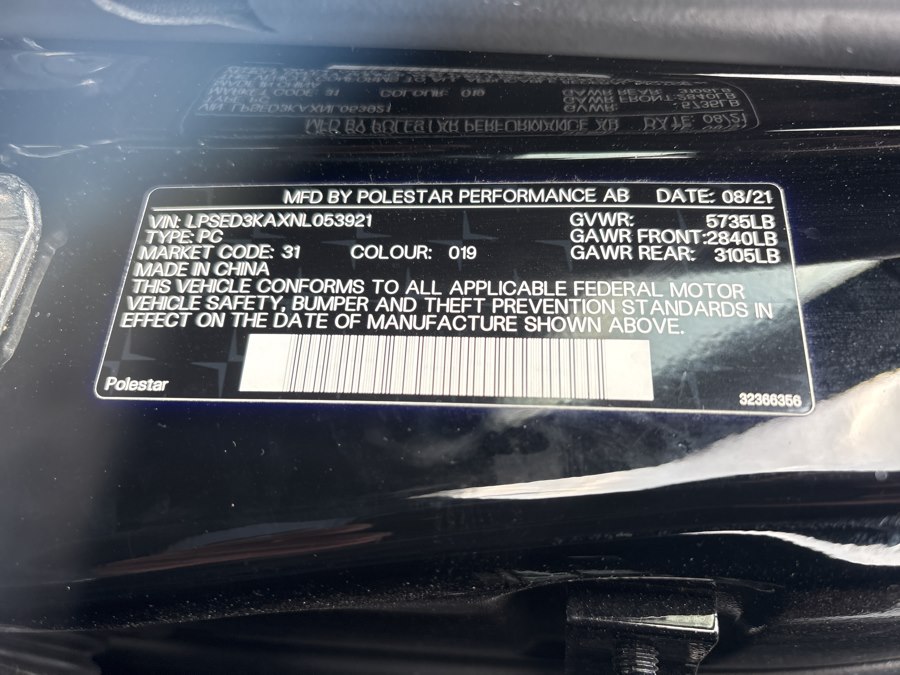 MFD BY POLESTAR PERFORMANCE AB DATE: 08/21
VIN: LPSED3KAXNL053921 GVWR: 5735LB
TYPE: PC GAWR FRONT: 2840LB
MARKET CODE: 31 COLOUR: 019 GAWR REAR: 3105LB
MADE IN CHINA
THIS VEHICLE CONFORMS TO ALL APPLICABLE FEDERAL MOTOR
VEHICLE SAFETY, BUMPER AND THEFT PREVENTION STANDARDS IN
EFFECT ON THE DATE OF MANUFACTURE SHOWN ABOVE.
Polestar 32366356